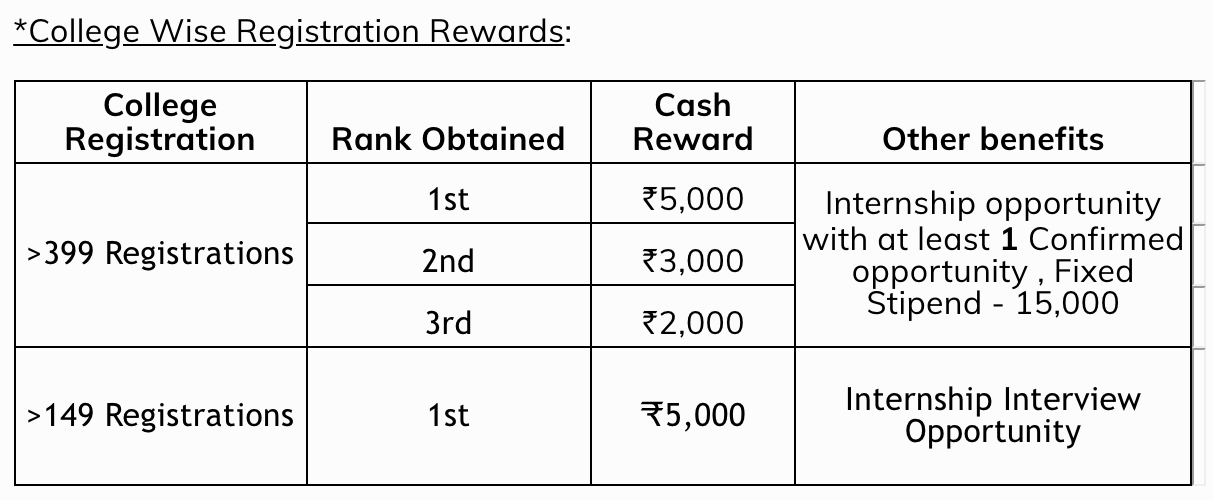 *College Wise Registration Rewards:
College
Registration
Rank Obtained
Cash
Reward
Other benefits
>399 Registrations
1st
₹5,000
2nd
₹3,000
3rd
₹2,000
Internship opportunity
with at least 1 Confirmed
opportunity , Fixed
Stipend - 15,000
>149 Registrations
1st
₹5,000
Internship Interview
Opportunity